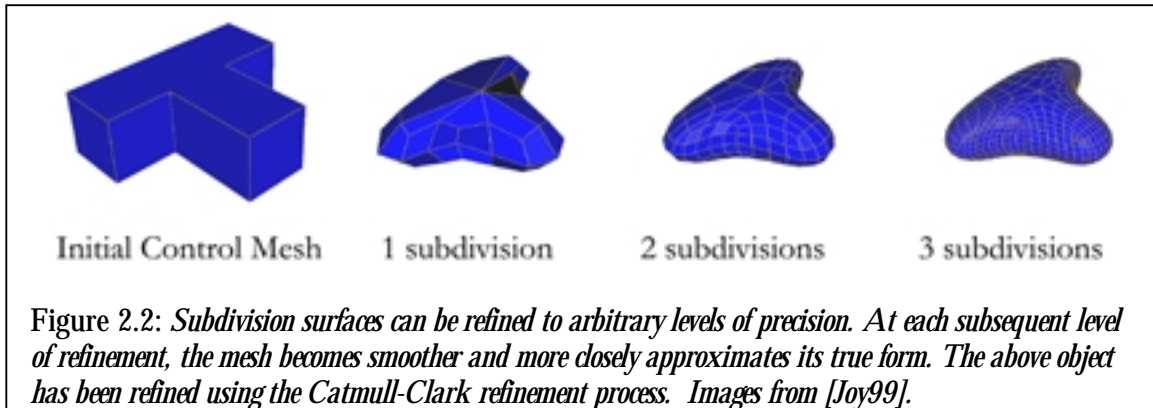 Initial Control Mesh 1 subdivision 2 subdivisions 3 subdivisions
Figure 2.2: Subdivision surfaces can be refined to arbitrary levels of precision. At each subsequent level
of refinement, the mesh becomes smoother and more closely approximates its true form. The above object
has been refined using the Catmull-Clark refinement process. Images from [Joy99].